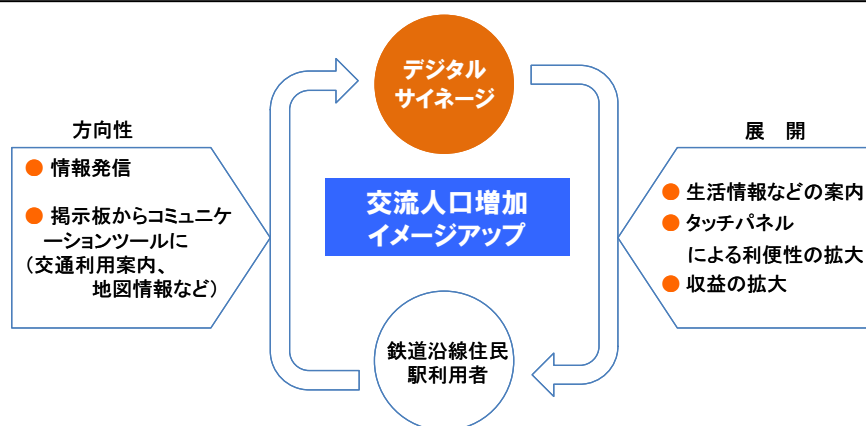 デジタル
サイネージ
方向性
● 情報発信
● 掲示板からコミュニケ
ーションツールに
(交通利用案内、
地図情報など)
交流人口増加
イメージアップ
展　開
● 生活情報などの案内
● タッチパネル
による利便性の拡大
● 収益の拡大
鉄道沿線住民
駅利用者